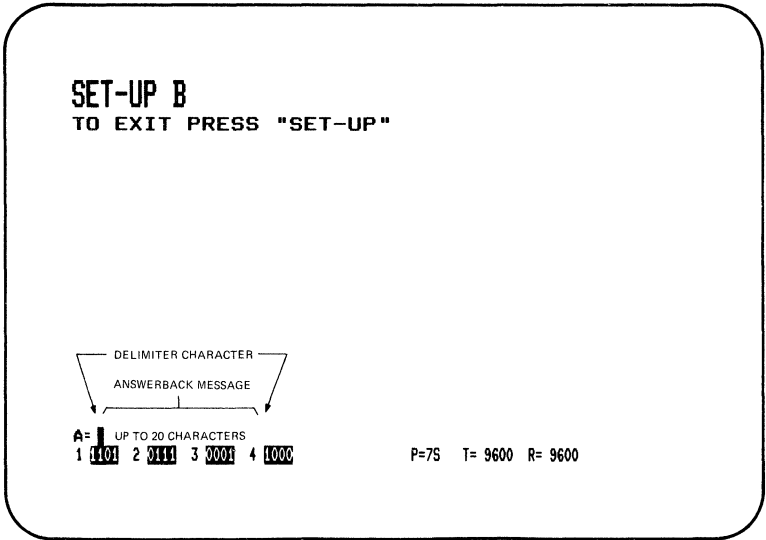 SET-UP B
TO EXIT PRESS "SET-UP"
DELIMITER CHARACTER
ANSWERBACK MESSAGE
A= UP TO 20 CHARACTERS
1 1101 2 0111 3 0001 4 1000 P=7S T= 9600 R= 9600